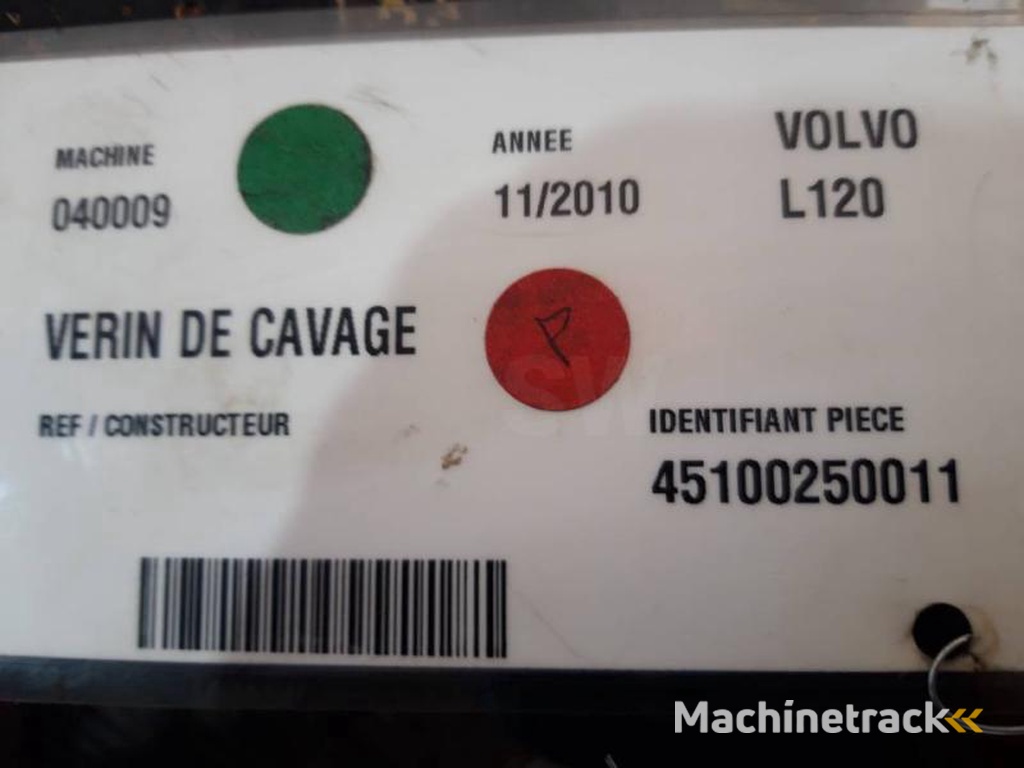 MACHINE
040009
ANNEE
11/2010
VOLVO
L120
VERIN DE CAVAGE
P
REF / CONSTRUCTEUR
IDENTIFIANT PIECE
45100250011
Machinetrack